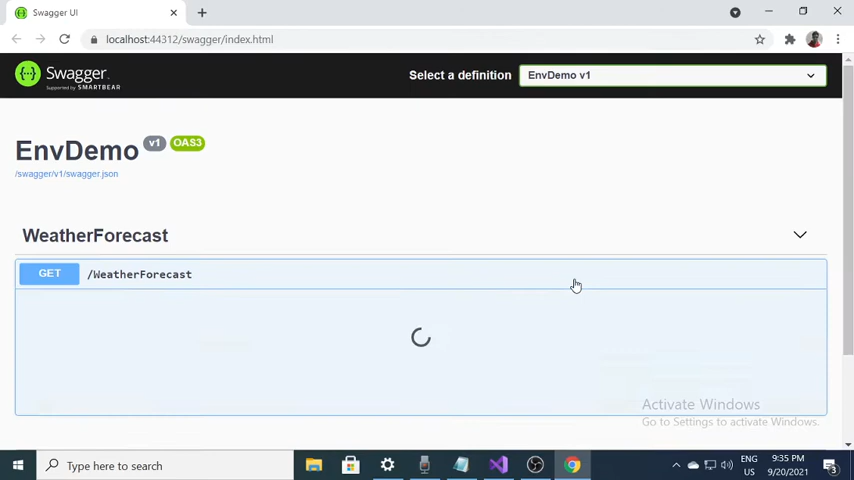 Swagger UI
localhost:44312/swagger/index.html
Swagger.
Supported by SMARTBEAR
Select a definition
EnvDemo v1
EnvDemo v1 OAS3
/swagger/v1/swagger.json
WeatherForecast
GET /WeatherForecast
Activate Windows
Go to Settings to activate Windows.
Type here to search
ENG
US
9:35 PM
9/20/2021
3